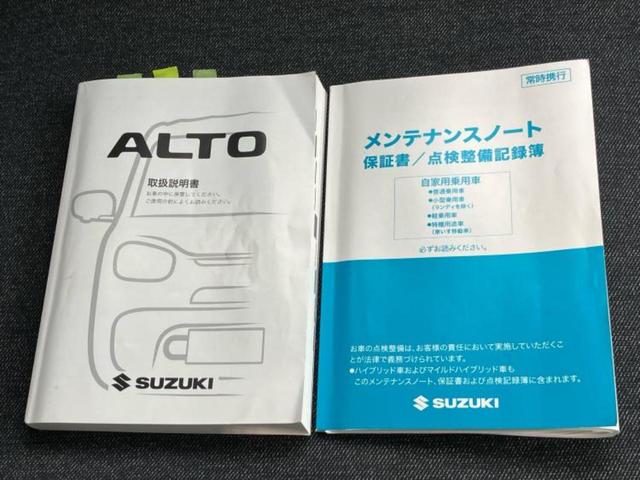 ALTO
取扱説明書
お車の中に保管してください。
ご使用の前によくお読みください。
SUZUKI
常時携行
メンテナンスノート
保証書／点検整備記録簿
自家用乗用車
●普通乗用車
●小型乗用車
(ランディを除く)
●軽乗用車
●特種用途車
(車いす移動車)
必ずお読みください。
お車の点検整備は、お客様の責任において実施していただくこ
とが法律で義務づけられています。
●ハイブリッド車およびマイルドハイブリッド車も
このメンテナンスノート、保証書および点検記録簿に含まれます。
SUZUKI